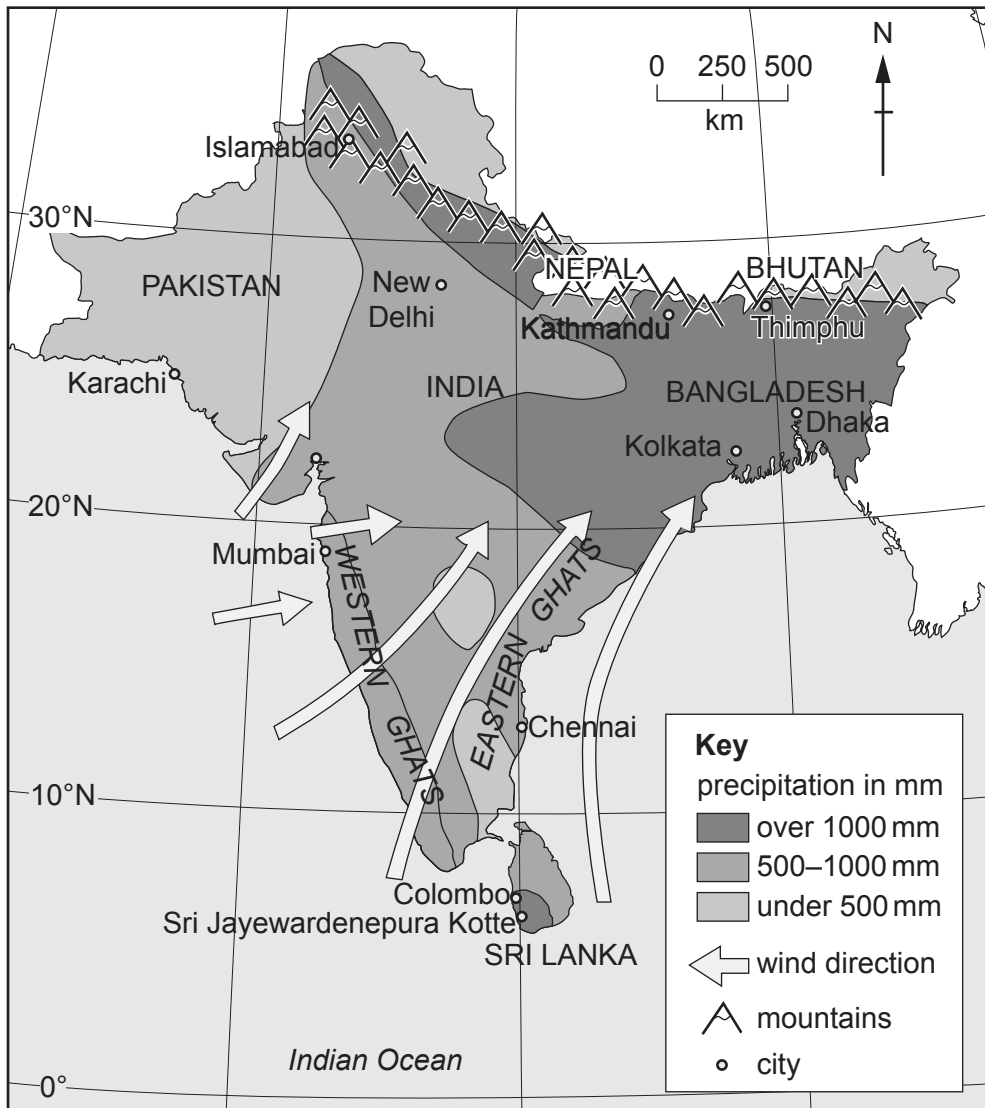 N
0 250 500
km
Islamabad
30°N
PAKISTAN
New
Delhi
NEPAL
BHUTAN
Kathmandu
Thimphu
Karachi
INDIA
BANGLADESH
Dhaka
Kolkata
20°N
Mumbai
WESTERN GHATS
EASTERN GHATS
Chennai
10°N
Colombo
Sri Jayewardenepura Kotte
SRI LANKA
Indian Ocean
0°
Key
precipitation in mm
over 1000 mm
500–1000 mm
under 500 mm
wind direction
mountains
city